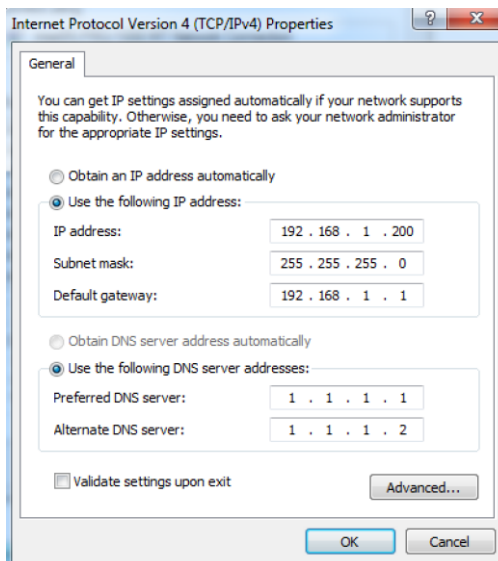 Internet Protocol Version 4 (TCP/IPv4) Properties
General
You can get IP settings assigned automatically if your network supports
this capability. Otherwise, you need to ask your network administrator
for the appropriate IP settings.
Obtain an IP address automatically
Use the following IP address:
IP address: 192 . 168 . 1 . 200
Subnet mask: 255 . 255 . 255 . 0
Default gateway: 192 . 168 . 1 . 1
Obtain DNS server address automatically
Use the following DNS server addresses:
Preferred DNS server: 1 . 1 . 1 . 1
Alternate DNS server: 1 . 1 . 1 . 2
Validate settings upon exit
Advanced...
OK Cancel